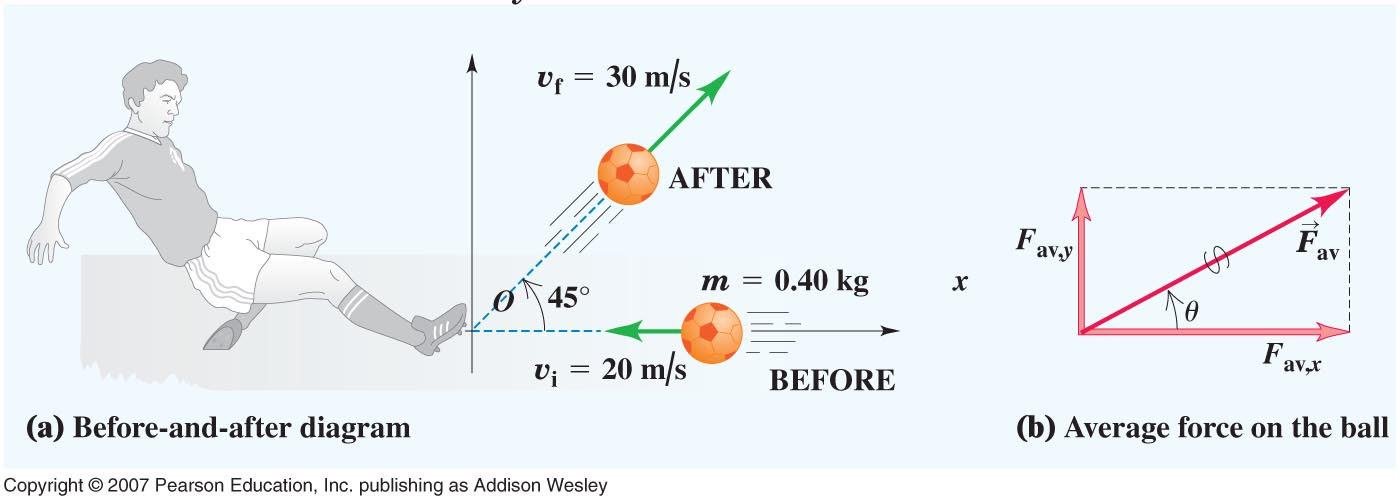 v_f = 30 m/s
AFTER
m = 0.40 kg
x
O
45°
v_i = 20 m/s
BEFORE
F_av,y
F⃗_av
θ
F_av,x
(a) Before-and-after diagram
(b) Average force on the ball
Copyright © 2007 Pearson Education, Inc. publishing as Addison Wesley